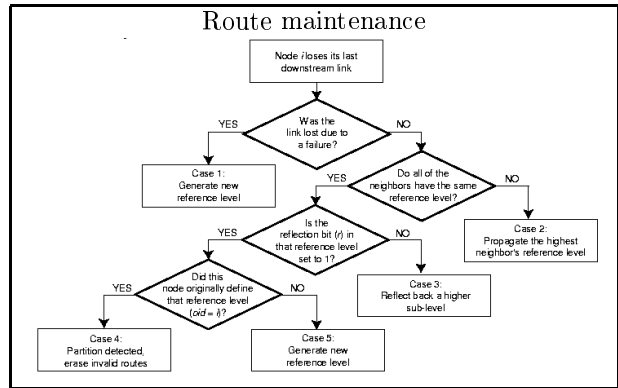 Route maintenance
Node i loses its last
downstream link
Was the
link lost due to
a failure?
YES
NO
Case 1:
Generate new
reference level
Do all of the
neighbors have the same
reference level?
YES
NO
Case 2:
Propagate the highest
neighbor's reference level
Is the
reflection bit (r) in
that reference level
set to 1?
YES
NO
Case 3:
Reflect back a higher
sub-level
Did this
node originally define
that reference level
(oid = i)?
YES
NO
Case 4:
Partition detected,
erase invalid routes
Case 5:
Generate new
reference level